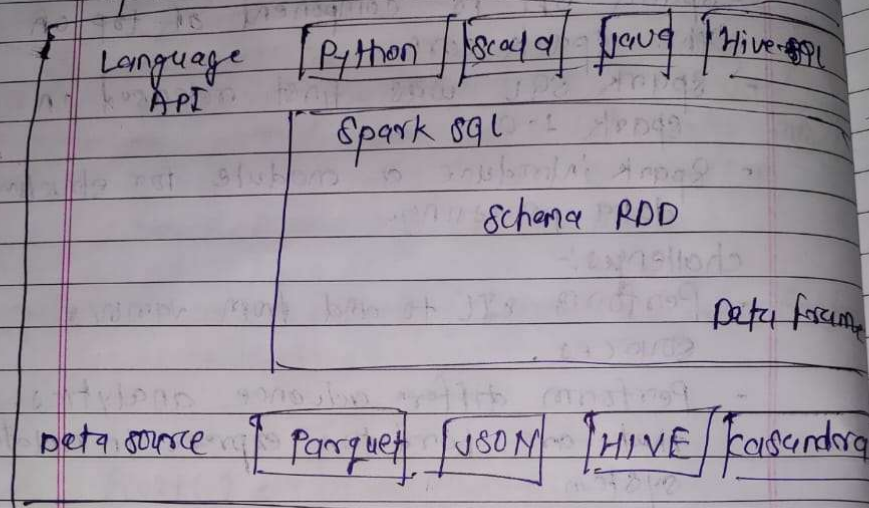 Language Python Scala Java Hive SQL
API
Spark SQL
Schema RDD
Data frame
Data source Parquet JSON HIVE Casandra